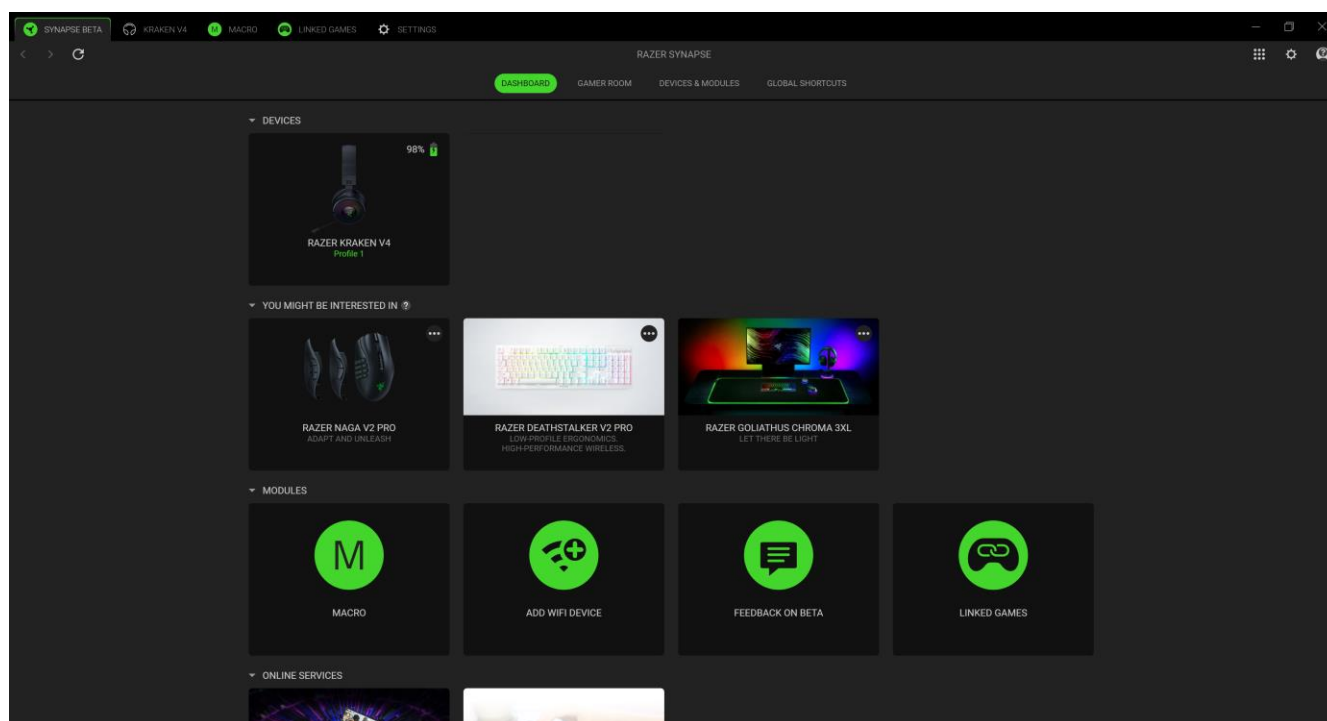 SYNAPSE BETA
KRAKEN V4
M
MACRO
LINKED GAMES
SETTINGS
RAZER SYNAPSE
DASHBOARD
GAMER ROOM
DEVICES & MODULES
GLOBAL SHORTCUTS
DEVICES
98%
RAZER KRAKEN V4
Profile 1
YOU MIGHT BE INTERESTED IN ?
RAZER NAGA V2 PRO
ADAPT AND UNLEASH
RAZER DEATHSTALKER V2 PRO
LOW-PROFILE ERGONOMICS.
HIGH-PERFORMANCE WIRELESS.
RAZER GOLIATHUS CHROMA 3XL
LET THERE BE LIGHT
MODULES
M
MACRO
ADD WIFI DEVICE
FEEDBACK ON BETA
LINKED GAMES
ONLINE SERVICES